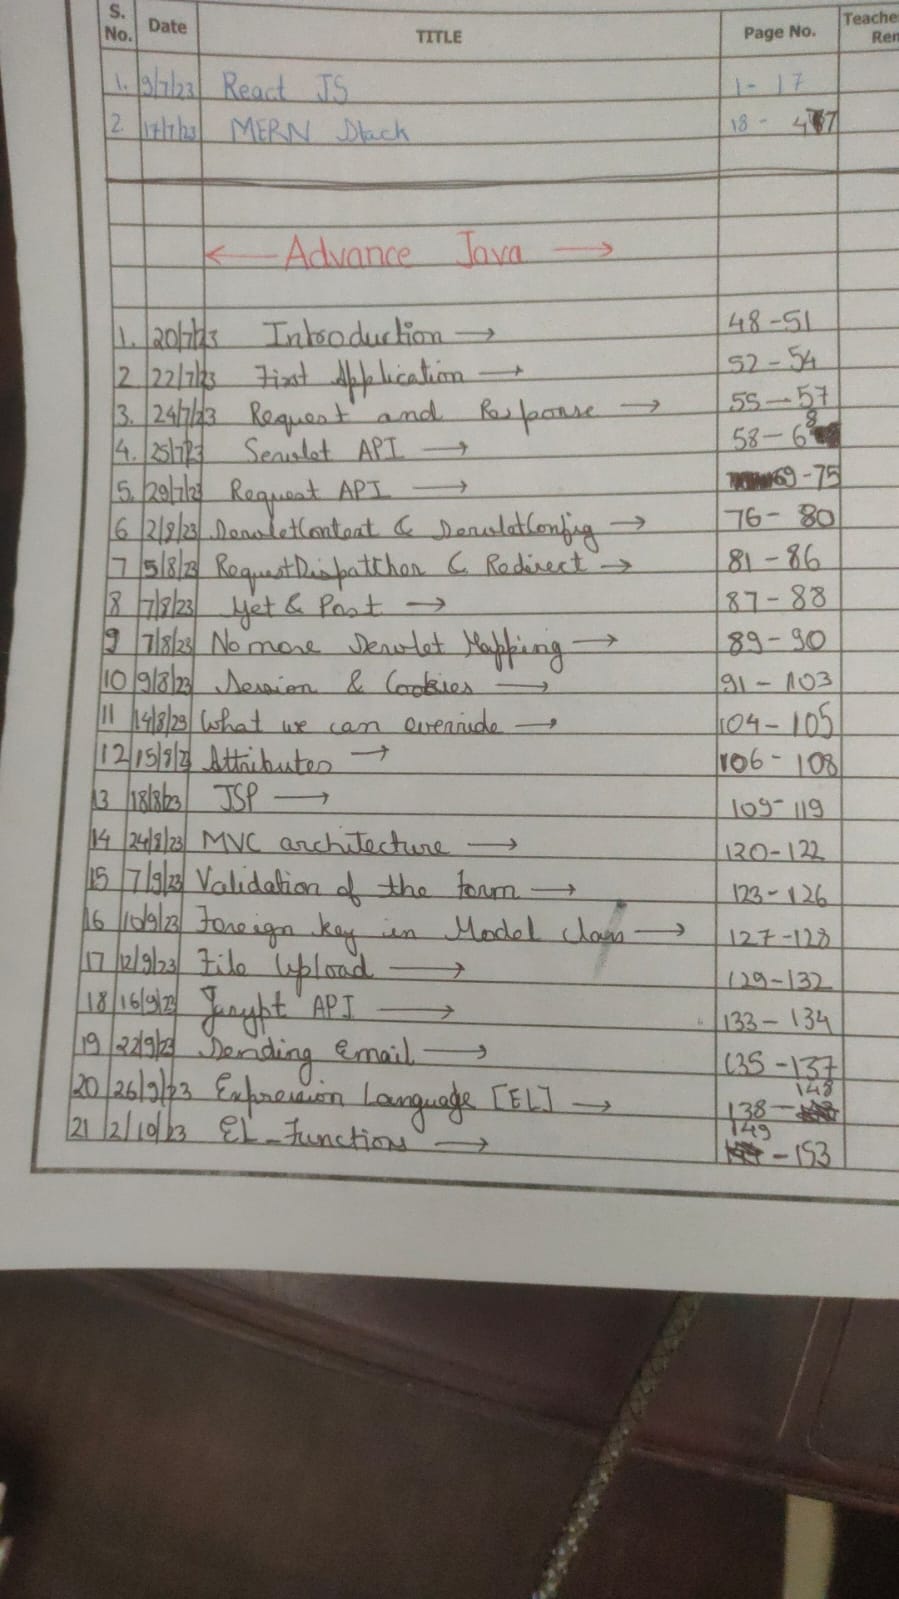 S. No. Date TITLE Page No. Teache Ren
1. 9/7/23 React JS 1- 17
2. 17/7/23 MERN Stack 18 - 47
← Advance Java →
1. 20/7/23 Introduction → 48-51
2 22/7/23 First Application → 52-54
3. 24/7/23 Request and Response → 55-57
4. 25/7/23 Servlet API → 58-68
5. 29/7/23 Request API → 69-75
6 2/8/23 ServletContext & ServletConfig → 76- 80
7 5/8/23 RequestDispatcher & Redirect → 81-86
8 7/8/23 Get & Post → 87-88
9 7/8/23 No more Servlet Mapping → 89-90
10 9/8/23 Session & Cookies → 91-103
11 14/8/23 What we can override → 104-105
12 15/8/23 Attributes → 106-108
13 18/8/23 JSP → 109-119
14 24/8/23 MVC architecture → 120-122
15 7/9/23 Validation of the form → 123-126
16 10/9/23 Foreign key in Model class → 127-128
17 12/9/23 File Upload → 129-132
18 16/9/23 API → 133-134
19 22/9/23 Sending Email → 135-137
20 26/9/23 Expression Language [EL] → 138-148
21 2/10/23 EL_Functions → 149-153